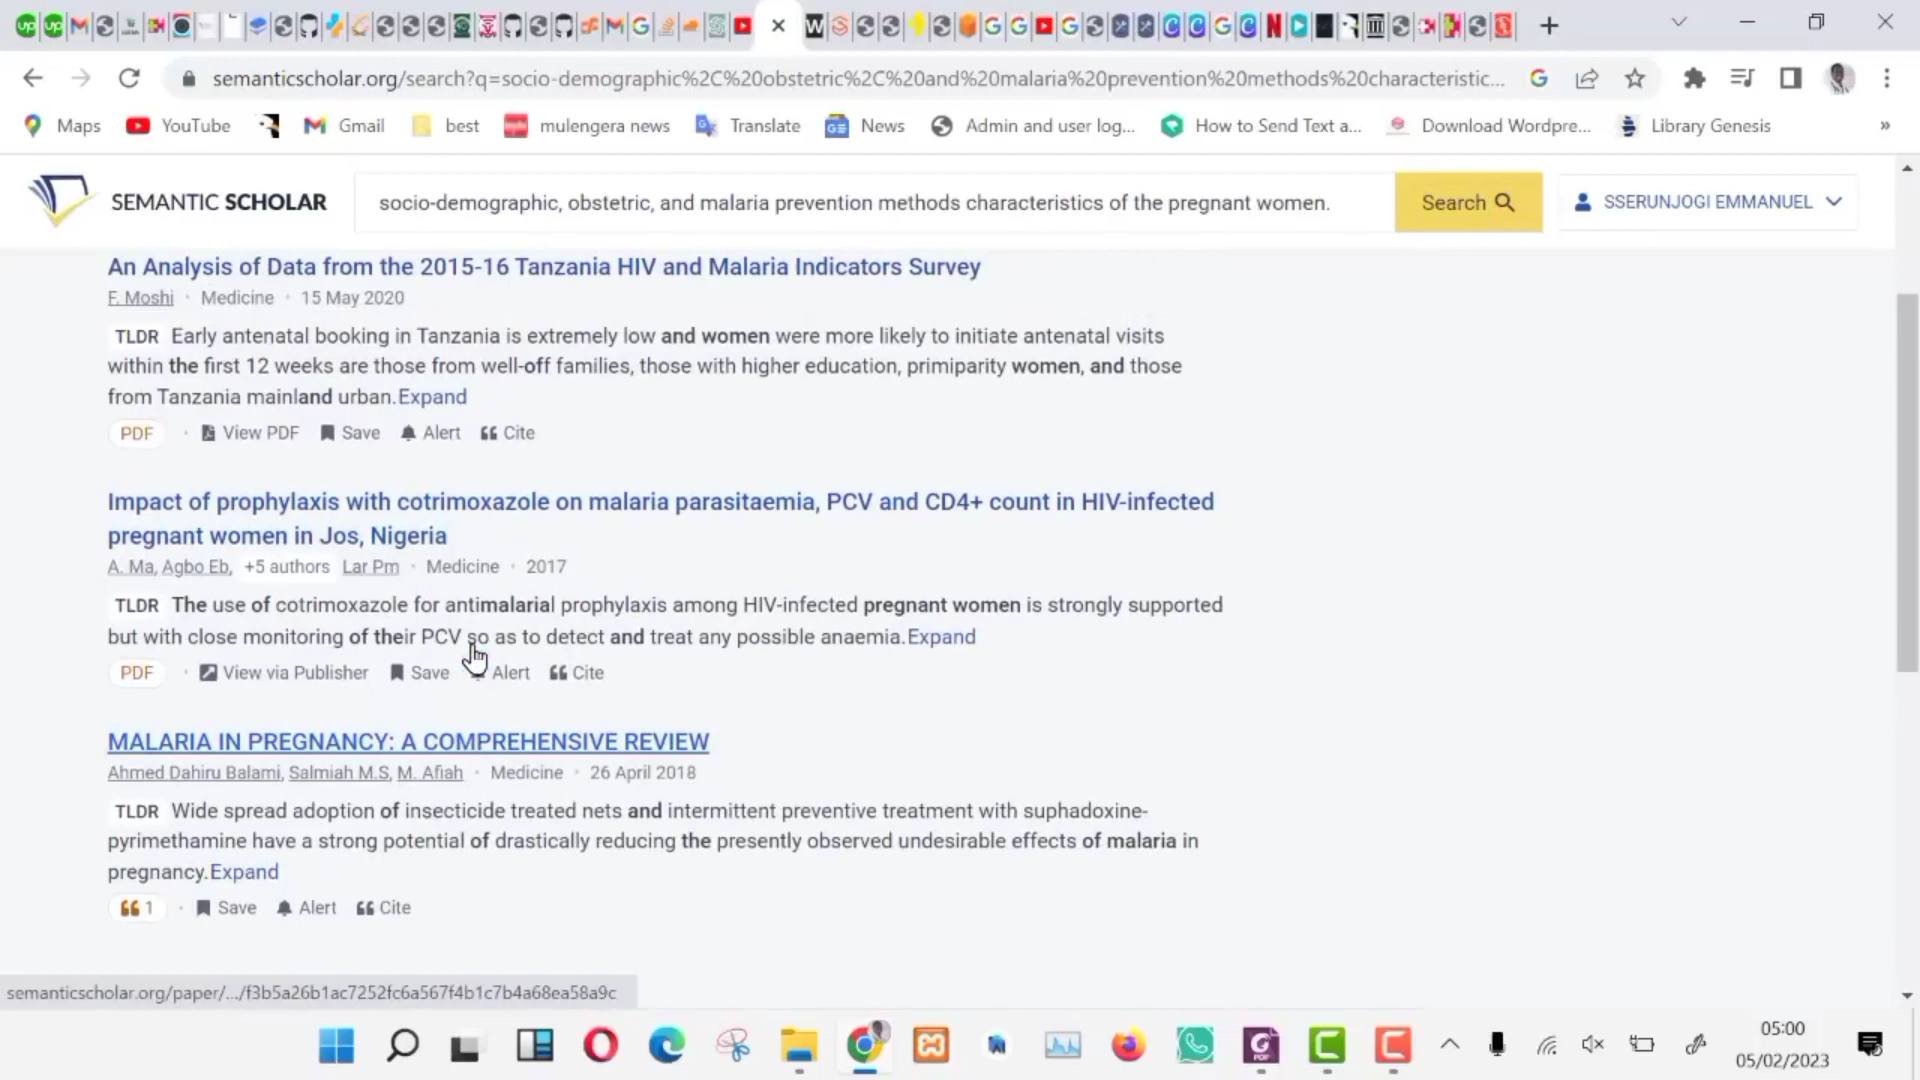 semanticscholar.org/search?q=socio-demographic%2C%20obstetric%2C%20and%20malaria%20prevention%20methods%20characteristic...
Maps YouTube Gmail best mulengera news Translate News Admin and user log... How to Send Text a... Download Wordpre... Library Genesis »
SEMANTIC SCHOLAR socio-demographic, obstetric, and malaria prevention methods characteristics of the pregnant women. Search SSERUNJOGI EMMANUEL
An Analysis of Data from the 2015-16 Tanzania HIV and Malaria Indicators Survey
F. Moshi · Medicine · 15 May 2020
TLDR Early antenatal booking in Tanzania is extremely low and women were more likely to initiate antenatal visits
within the first 12 weeks are those from well-off families, those with higher education, primiparity women, and those
from Tanzania mainland urban.Expand
PDF · View PDF Save Alert Cite
Impact of prophylaxis with cotrimoxazole on malaria parasitaemia, PCV and CD4+ count in HIV-infected
pregnant women in Jos, Nigeria
A. Ma, Agbo Eb, +5 authors Lar Pm · Medicine · 2017
TLDR The use of cotrimoxazole for antimalarial prophylaxis among HIV-infected pregnant women is strongly supported
but with close monitoring of their PCV so as to detect and treat any possible anaemia.Expand
PDF · View via Publisher Save Alert Cite
MALARIA IN PREGNANCY: A COMPREHENSIVE REVIEW
Ahmed Dahiru Balami, Salmiah M.S, M. Afiah · Medicine · 26 April 2018
TLDR Wide spread adoption of insecticide treated nets and intermittent preventive treatment with suphadoxine-
pyrimethamine have a strong potential of drastically reducing the presently observed undesirable effects of malaria in
pregnancy.Expand
1 · Save Alert Cite
semanticscholar.org/paper/.../f3b5a26b1ac7252fc6a567f4b1c7b4a68ea58a9c
05:00
05/02/2023